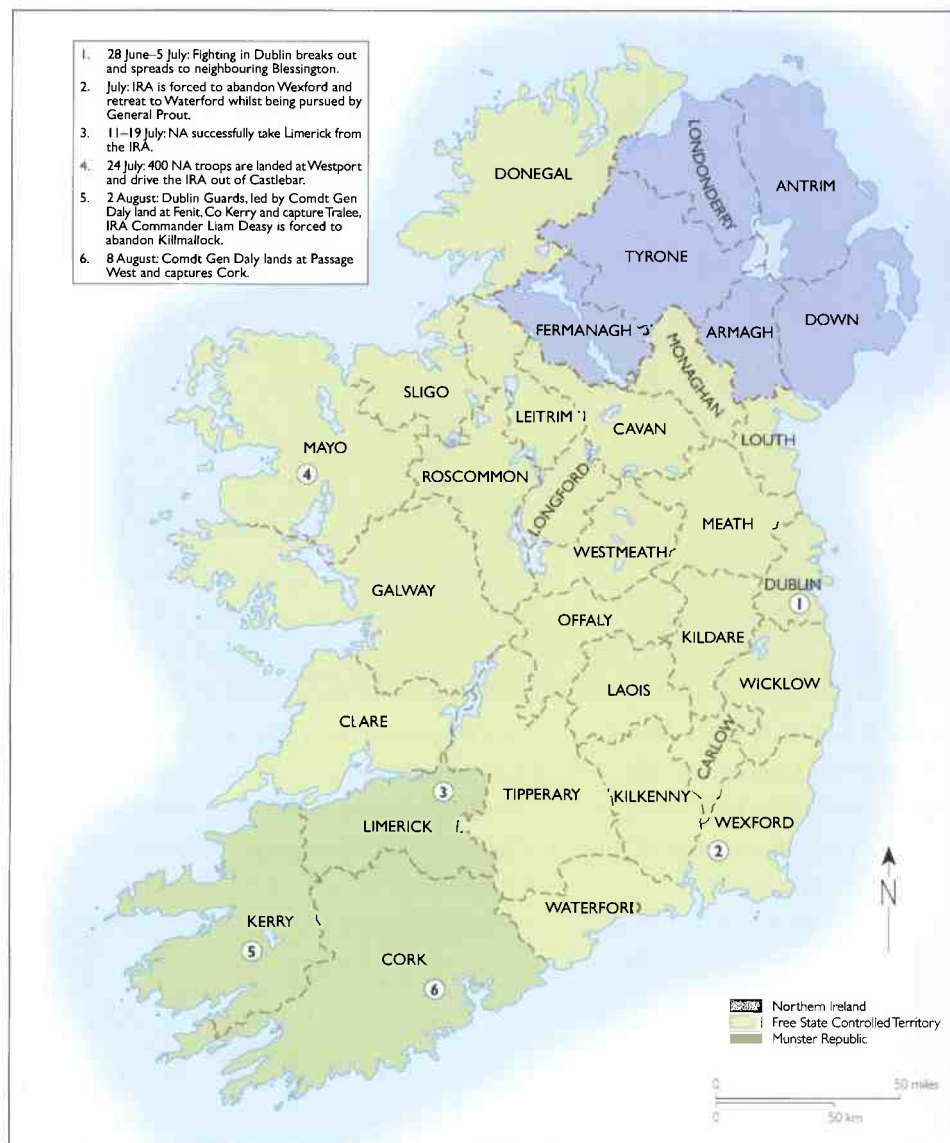 1. 28 June–5 July: Fighting in Dublin breaks out
and spreads to neighbouring Blessington.
2. July: IRA is forced to abandon Wexford and
retreat to Waterford whilst being pursued by
General Prout.
3. 11–19 July: NA successfully take Limerick from
the IRA.
4. 24 July: 400 NA troops are landed at Westport
and drive the IRA out of Castlebar.
5. 2 August: Dublin Guards, led by Comdt Gen
Daly land at Fenit, Co Kerry and capture Tralee,
IRA Commander Liam Deasy is forced to
abandon Killmallock.
6. 8 August: Comdt Gen Daly lands at Passage
West and captures Cork.
DONEGAL
LONDONDERRY
ANTRIM
TYRONE
FERMANAGH
ARMAGH
DOWN
MONAGHAN
SLIGO
LEITRIM
CAVAN
LOUTH
MAYO
4
ROSCOMMON
LONGFORD
MEATH
WESTMEATH
DUBLIN
1
GALWAY
OFFALY
KILDARE
LAOIS
WICKLOW
CLARE
CARLOW
3
TIPPERARY
KILKENNY
LIMERICK
WEXFORD
2
N
WATERFORD
KERRY
5
CORK
6
Northern Ireland
Free State Controlled Territory
Munster Republic
0 50 miles
0 50 km